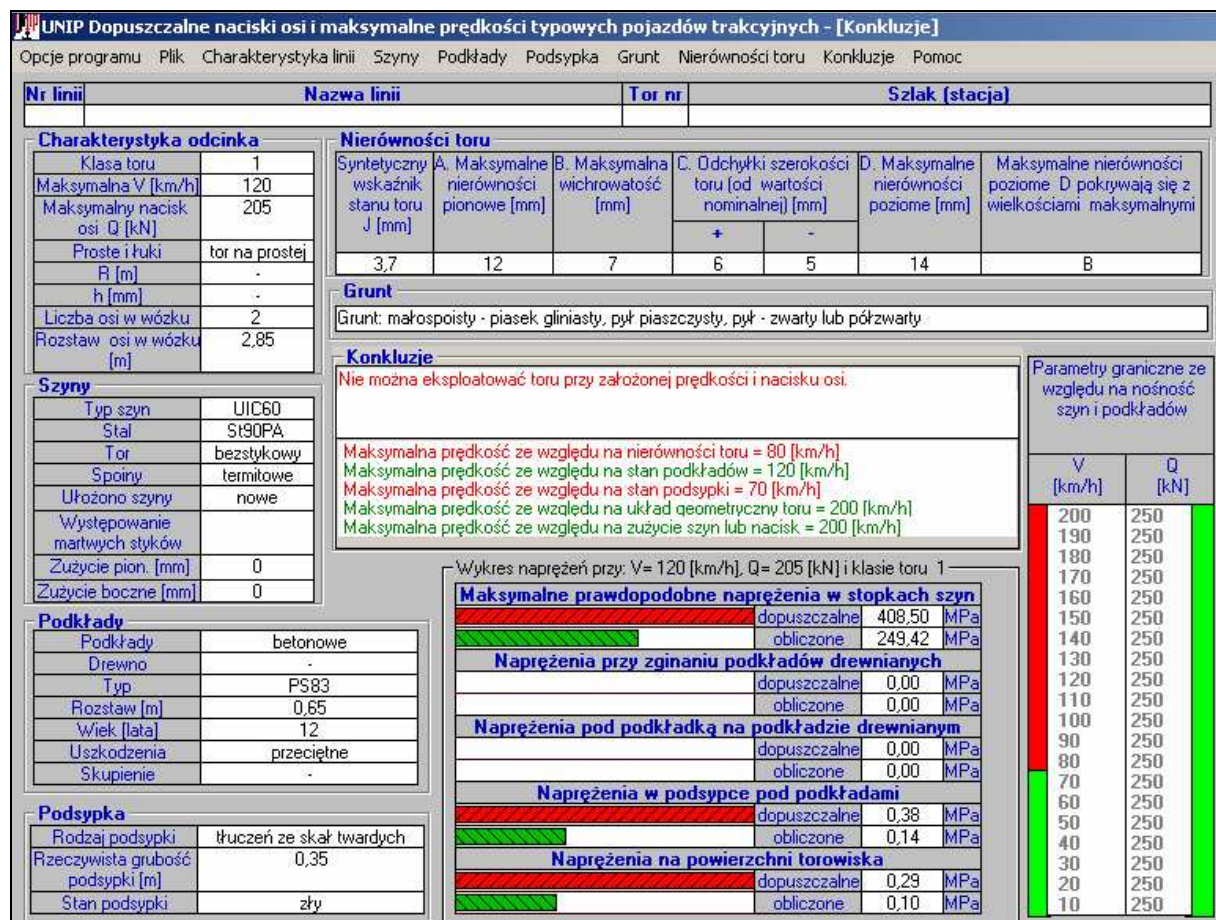 UNIP Dopuszczalne naciski osi i maksymalne prędkości typowych pojazdów trakcyjnych - [Konkluzje]
Opcje programu Plik Charakterystyka linii Szyny Podkłady Podsypka Grunt Nierówności toru Konkluzje Pomoc
Nr linii Nazwa linii Tor nr Szlak (stacja)
Charakterystyka odcinka
Klasa toru 1
Maksymalna V [km/h] 120
Maksymalny nacisk 205
osi Q [kN]
Proste i łuki tor na prostej
R [m] -
h [mm] -
Liczba osi w wózku 2
Rozstaw osi w wózku 2,85
[m]
Nierówności toru
Syntetyczny wskaźnik stanu toru J [mm]
A. Maksymalne nierówności pionowe [mm]
B. Maksymalna wichrowatość [mm]
C. Odchyłki szerokości toru (od wartości nominalnej) [mm]
+ -
D. Maksymalne nierówności poziome [mm]
Maksymalne nierówności poziome D pokrywają się z wielkościami maksymalnymi
3,7 12 7 6 5 14 B
Grunt
Grunt: małospoisty - piasek gliniasty, pył piaszczysty, pył - zwarty lub półzwarty
Szyny
Typ szyn UIC60
Stal St90PA
Tor bezstykowy
Spoiny termitowe
Ułożono szyny nowe
Występowanie
martwych styków
Zużycie pion. [mm] 0
Zużycie boczne [mm] 0
Konkluzje
Nie można eksploatować toru przy założonej prędkości i nacisku osi.
Maksymalna prędkość ze względu na nierówności toru = 80 [km/h]
Maksymalna prędkość ze względu na stan podkładów = 120 [km/h]
Maksymalna prędkość ze względu na stan podsypki = 70 [km/h]
Maksymalna prędkość ze względu na układ geometryczny toru = 200 [km/h]
Maksymalna prędkość ze względu na zużycie szyn lub nacisk = 200 [km/h]
Parametry graniczne ze
względu na nośność
szyn i podkładów
V Q
[km/h] [kN]
200 250
190 250
180 250
170 250
160 250
150 250
140 250
130 250
120 250
110 250
100 250
90 250
80 250
70 250
60 250
50 250
40 250
30 250
20 250
10 250
Podkłady
Podkłady betonowe
Drewno -
Typ PS83
Rozstaw [m] 0,65
Wiek [lata] 12
Uszkodzenia przeciętne
Skupienie -
Podsypka
Rodzaj podsypki tłuczeń ze skał twardych
Rzeczywista grubość 0,35
podsypki [m]
Stan podsypki zły
Wykres naprężeń przy: V= 120 [km/h], Q= 205 [kN] i klasie toru 1
Maksymalne prawdopodobne naprężenia w stopkach szyn
dopuszczalne 408,50 MPa
obliczone 249,42 MPa
Naprężenia przy zginaniu podkładów drewnianych
dopuszczalne 0,00 MPa
obliczone 0,00 MPa
Naprężenia pod podkładką na podkładzie drewnianym
dopuszczalne 0,00 MPa
obliczone 0,00 MPa
Naprężenia w podsypce pod podkładami
dopuszczalne 0,38 MPa
obliczone 0,14 MPa
Naprężenia na powierzchni torowiska
dopuszczalne 0,29 MPa
obliczone 0,10 MPa